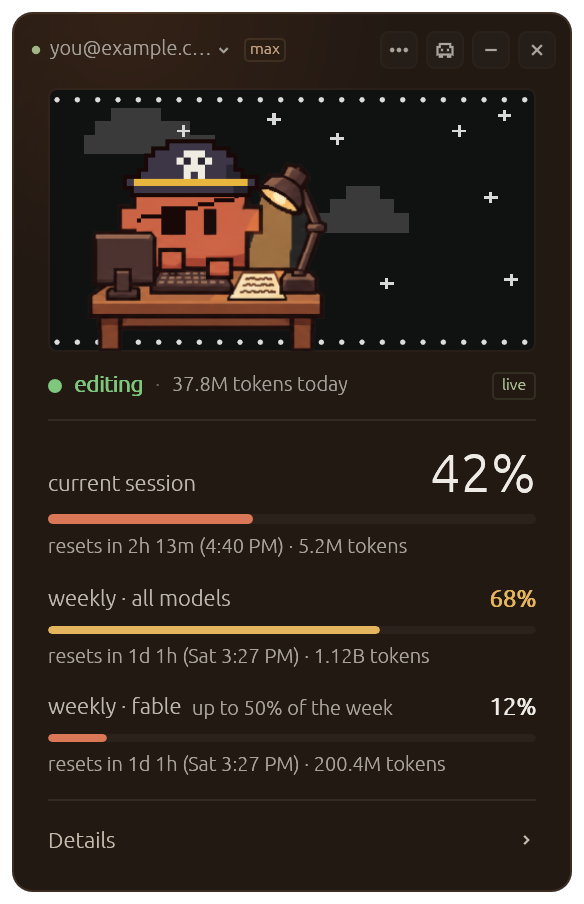 you@example.c... max
editing · 37.8M tokens today live
current session 42%
resets in 2h 13m (4:40 PM) · 5.2M tokens
weekly · all models 68%
resets in 1d 1h (Sat 3:27 PM) · 1.12B tokens
weekly · fable up to 50% of the week 12%
resets in 1d 1h (Sat 3:27 PM) · 200.4M tokens
Details